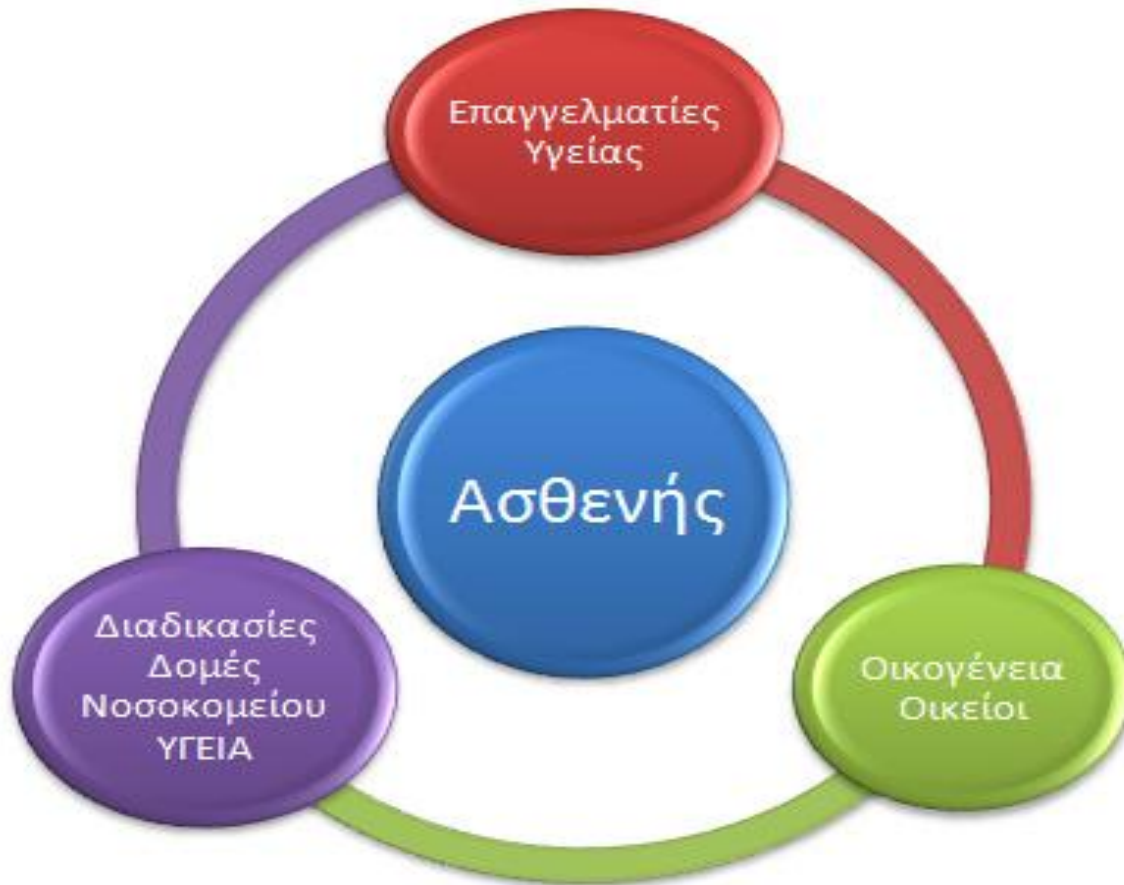 Επαγγελματίες
Υγείας
Ασθενής
Διαδικασίες
Δομές
Νοσοκομείου
ΥΓΕΙΑ
Οικογένεια
Οικείοι